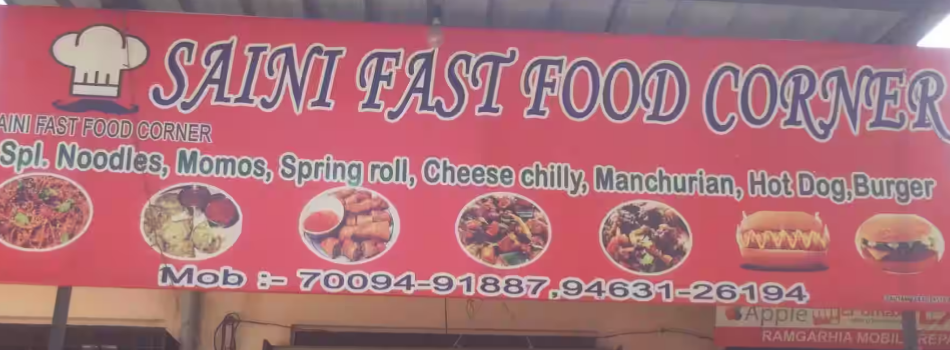 SAINI FAST FOOD CORNER
AINI FAST FOOD CORNER
Spl. Noodles, Momos, Spring roll, Cheese chilly, Manchurian, Hot Dog,Burger
Mob :- 70094-91887,94631-26194
Apple
RAMGARHIA MOBIL